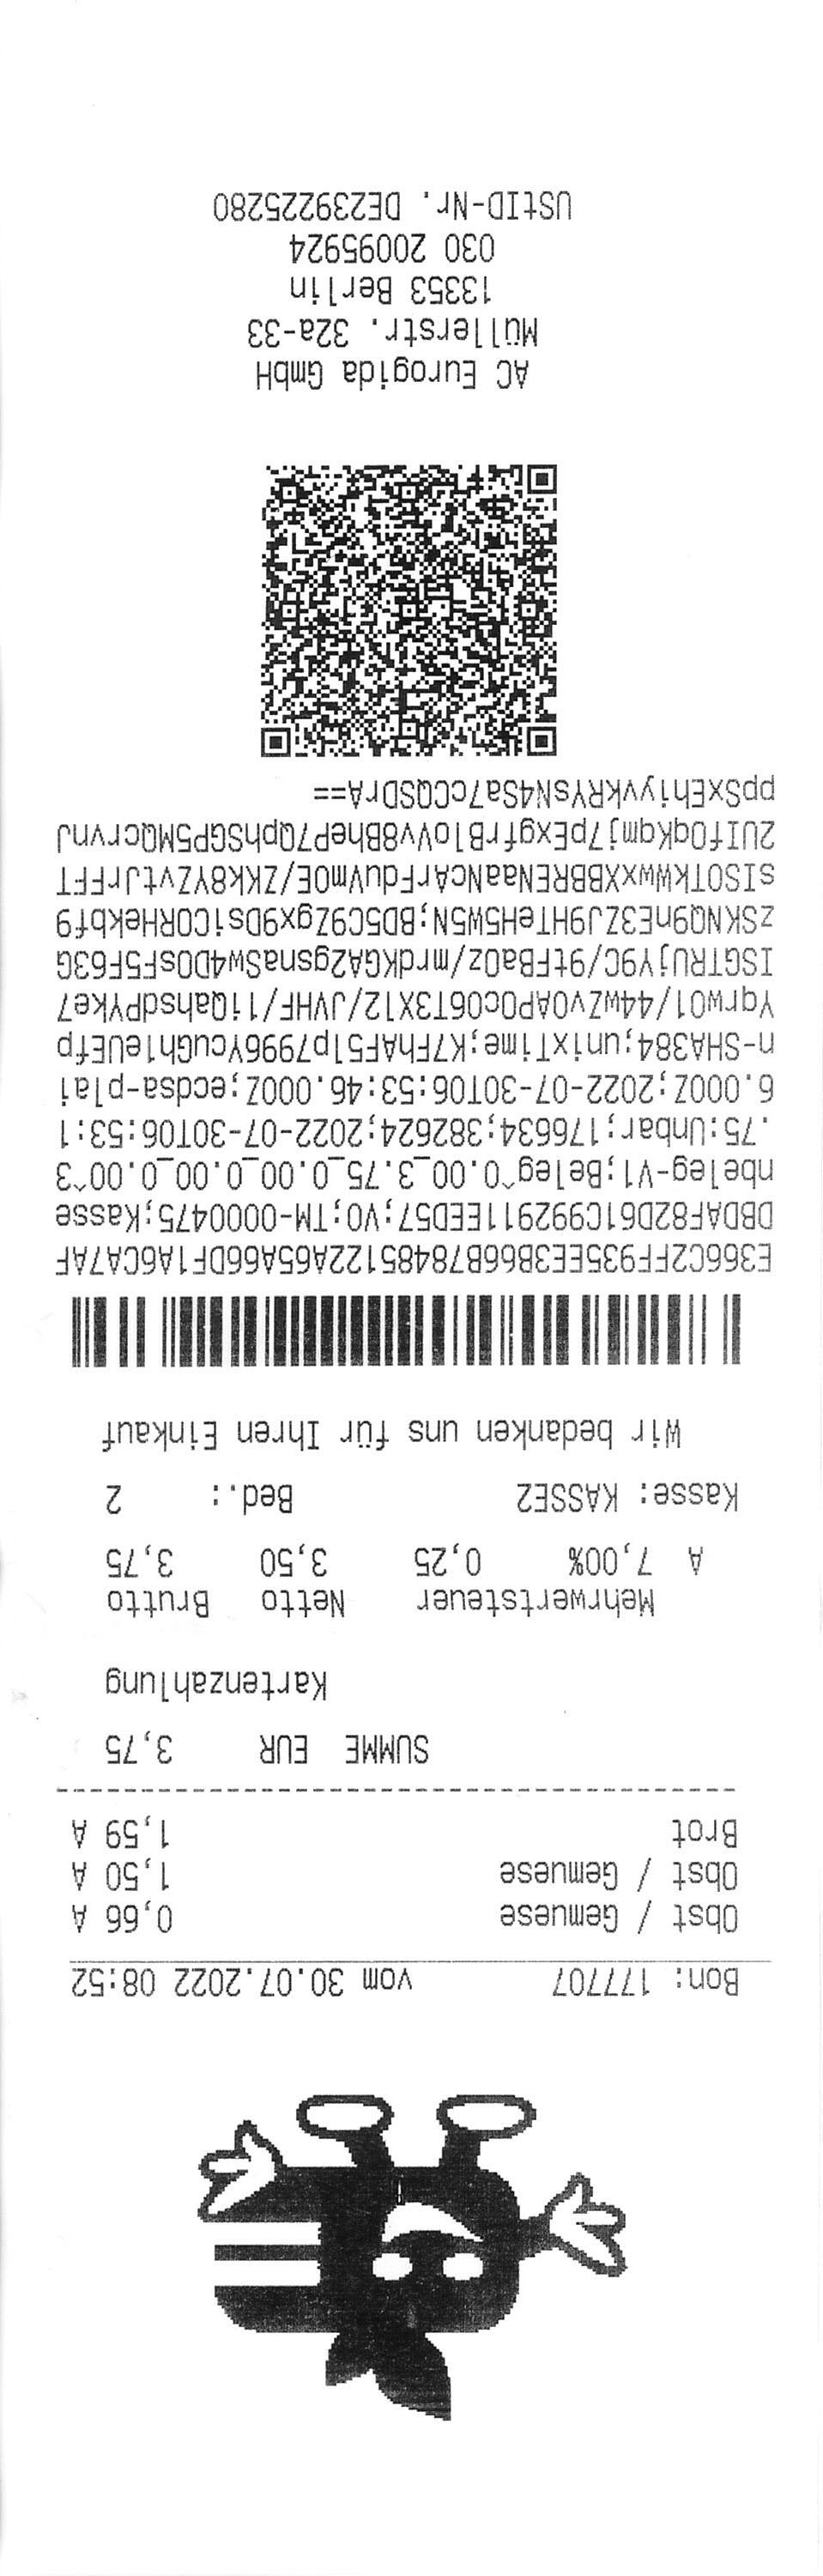 Bon: 177707 vom 30.07.2022 08:52
Obst / Gemuese 0,66 A
Obst / Gemuese 1,50 A
Brot 1,59 A
SUMME EUR 3,75
Kartenzahlung
Mehrwertsteuer Netto Brutto
A 7,00% 0,25 3,50 3,75
Kasse: KASSE2 Bed.: 2
Wir bedanken uns für Ihren Einkauf
E366C2FF935EE3B66B78485122A65A66DF1A6CA7AF
DBDAF82D61C992911EED57;V0;TM-0000475;Kasse
nbeleg-V1;Beleg^0.00_3.75_0.00_0.00_0.00^3
.75:Unbar;176634;382624;2022-07-30T06:53:1
6.000Z;2022-07-30T06:53:46.000Z;ecdsa-plai
n-SHA384;unixTime;K7FhAF5lp7996YcuGh1eUEfp
Yqrw01/44wZv0AP0c06T3Xl2/JVHF/1iQahsdPYke7
ISGTRUjY9C/9tFBa0z/mrdKGA2gsnaSw4D0sF5F63G
zSKNQ9nE3ZJ9HTeH5W5N;BD5C9Zgx9DsiCORHekbf9
sIS0TkWwxXBBRENaaNcArFduVm0E/ZKk8YZvtJrFFT
2UIf0qKqmj7pExgfrBloVv8BheP7QphSGP5MQcrvnJ
ppSxEhiyvkRYsN4Sa7cCQSDrA==
AC Eurogida GmbH
Müllerstr. 32a-33
13353 Berlin
030 20095924
UStID-Nr. DE239225280